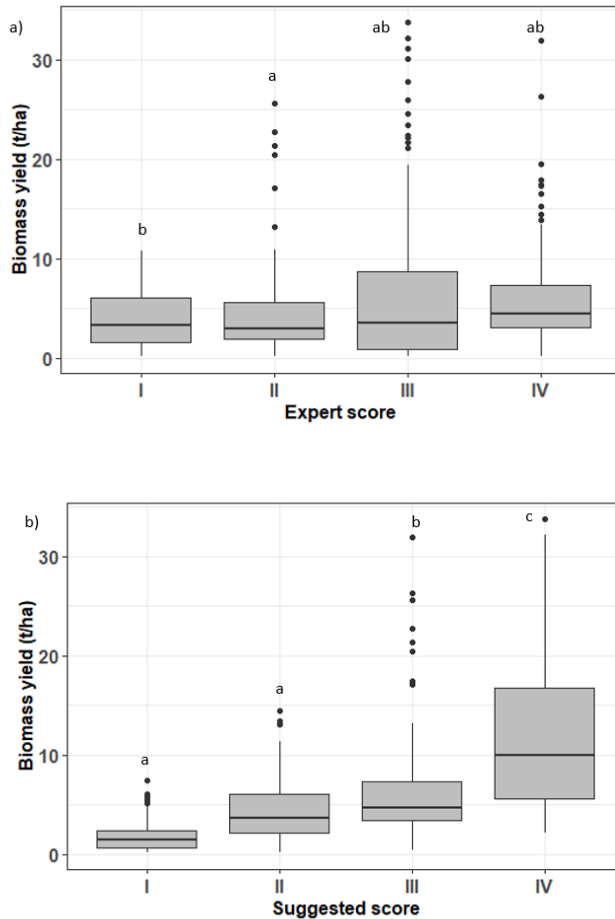 a)
ab
ab
30
a
20
b
10
0
Biomass yield (t/ha)
I
II
III
IV
Expert score
b)
b
c
30
20
a
a
10
0
Biomass yield (t/ha)
I
II
III
IV
Suggested score